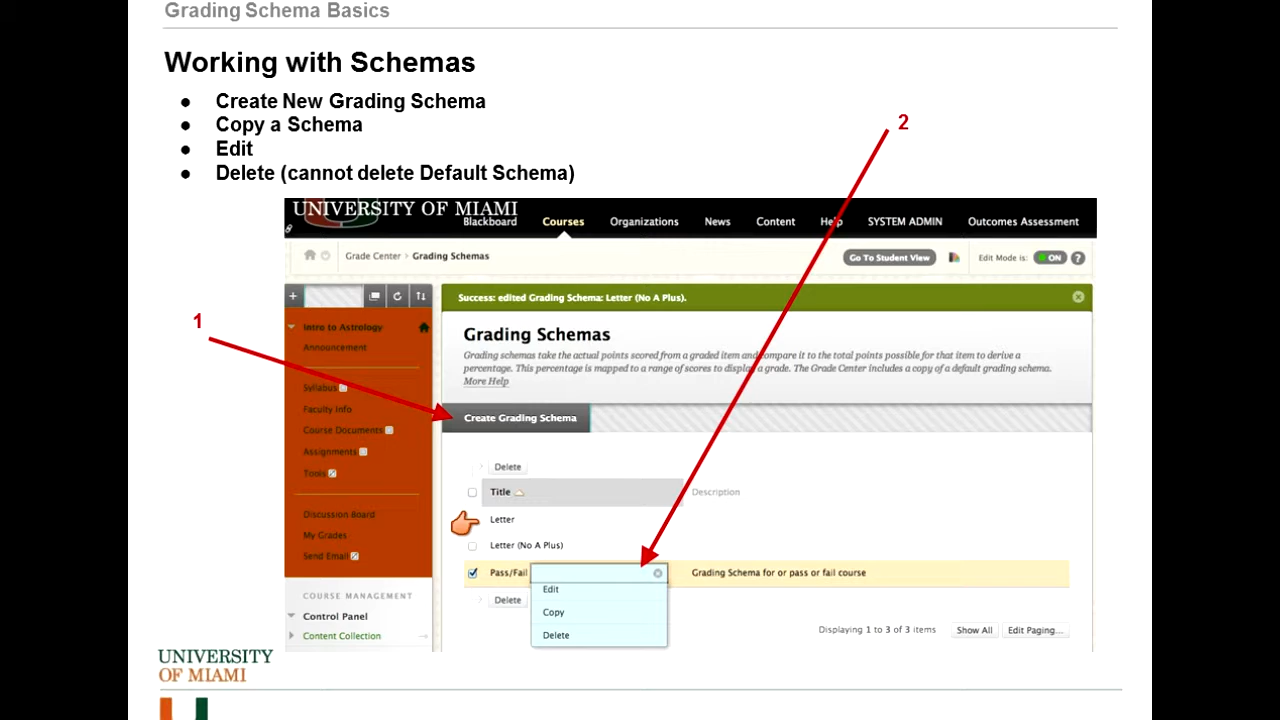 Grading Schema Basics
Working with Schemas
● Create New Grading Schema
● Copy a Schema
● Edit
● Delete (cannot delete Default Schema)
2
UNIVERSITY OF MIAMI
Blackboard Courses Organizations News Content Help SYSTEM ADMIN Outcomes Assessment
Grade Center > Grading Schemas Go To Student View Edit Mode is: ON ?
Success: edited Grading Schema: Letter (No A Plus).
1
Intro to Astrology
Announcement
Syllabus
Faculty Info
Course Documents
Assignments
Tools
Discussion Board
My Grades
Send Email
COURSE MANAGEMENT
Control Panel
Content Collection
Grading Schemas
Grading schemas take the actual points scored from a graded item and compare it to the total points possible for that item to derive a
percentage. This percentage is mapped to a range of scores to display a grade. The Grade Center includes a copy of a default grading schema.
More Help
Create Grading Schema
Delete
Title Description
Letter
Letter (No A Plus)
Pass/Fail Grading Schema for or pass or fail course
Edit
Delete
Copy
Delete
Displaying 1 to 3 of 3 items Show All Edit Paging...
UNIVERSITY
OF MIAMI